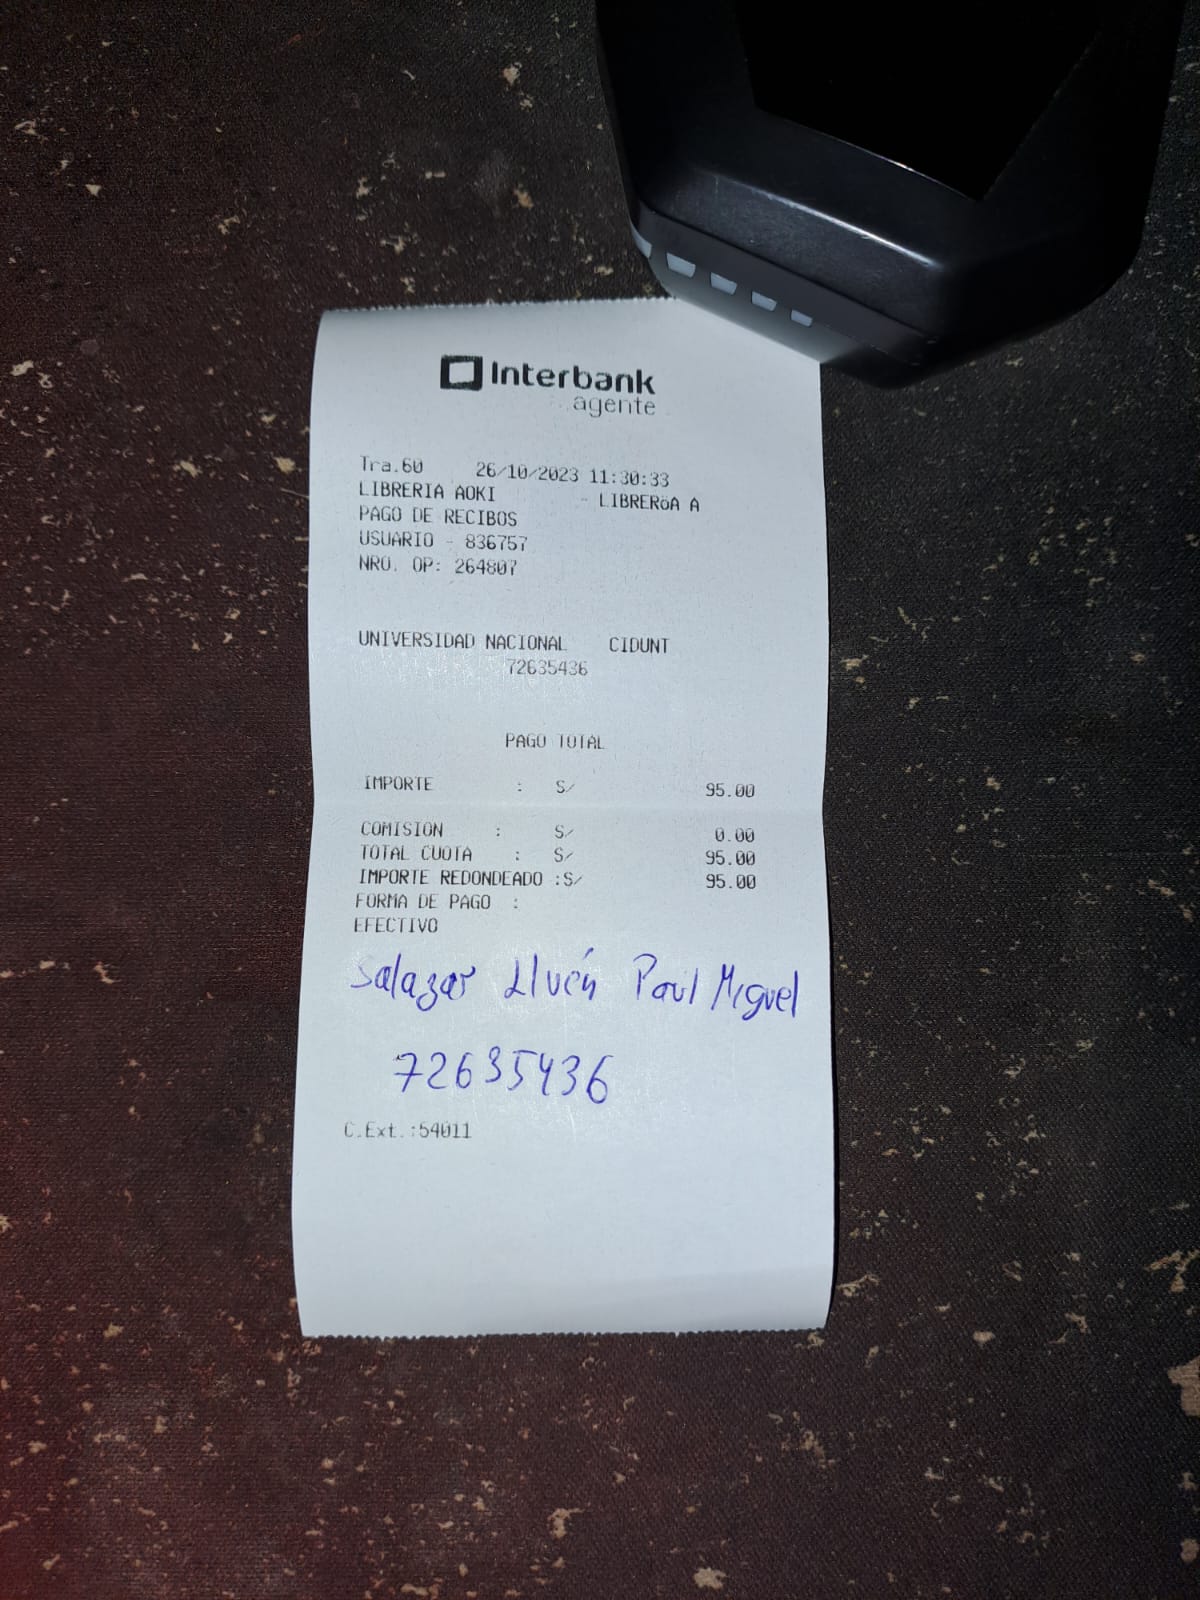 Interbank
agente
Tra.60 26/10/2023 11:30:33
LIBRERIA AOKI - LIBRERöA A
PAGO DE RECIBOS
USUARIO - 836757
NRO. OP: 264807
UNIVERSIDAD NACIONAL CIDUNT
72635436
PAGO TOTAL
IMPORTE : S/ 95.00
COMISION : S/ 0.00
TOTAL CUOTA : S/ 95.00
IMPORTE REDONDEADO :S/ 95.00
FORMA DE PAGO :
EFECTIVO
Salazar Lluén Paul Miguel
72635436
C.Ext.:54011